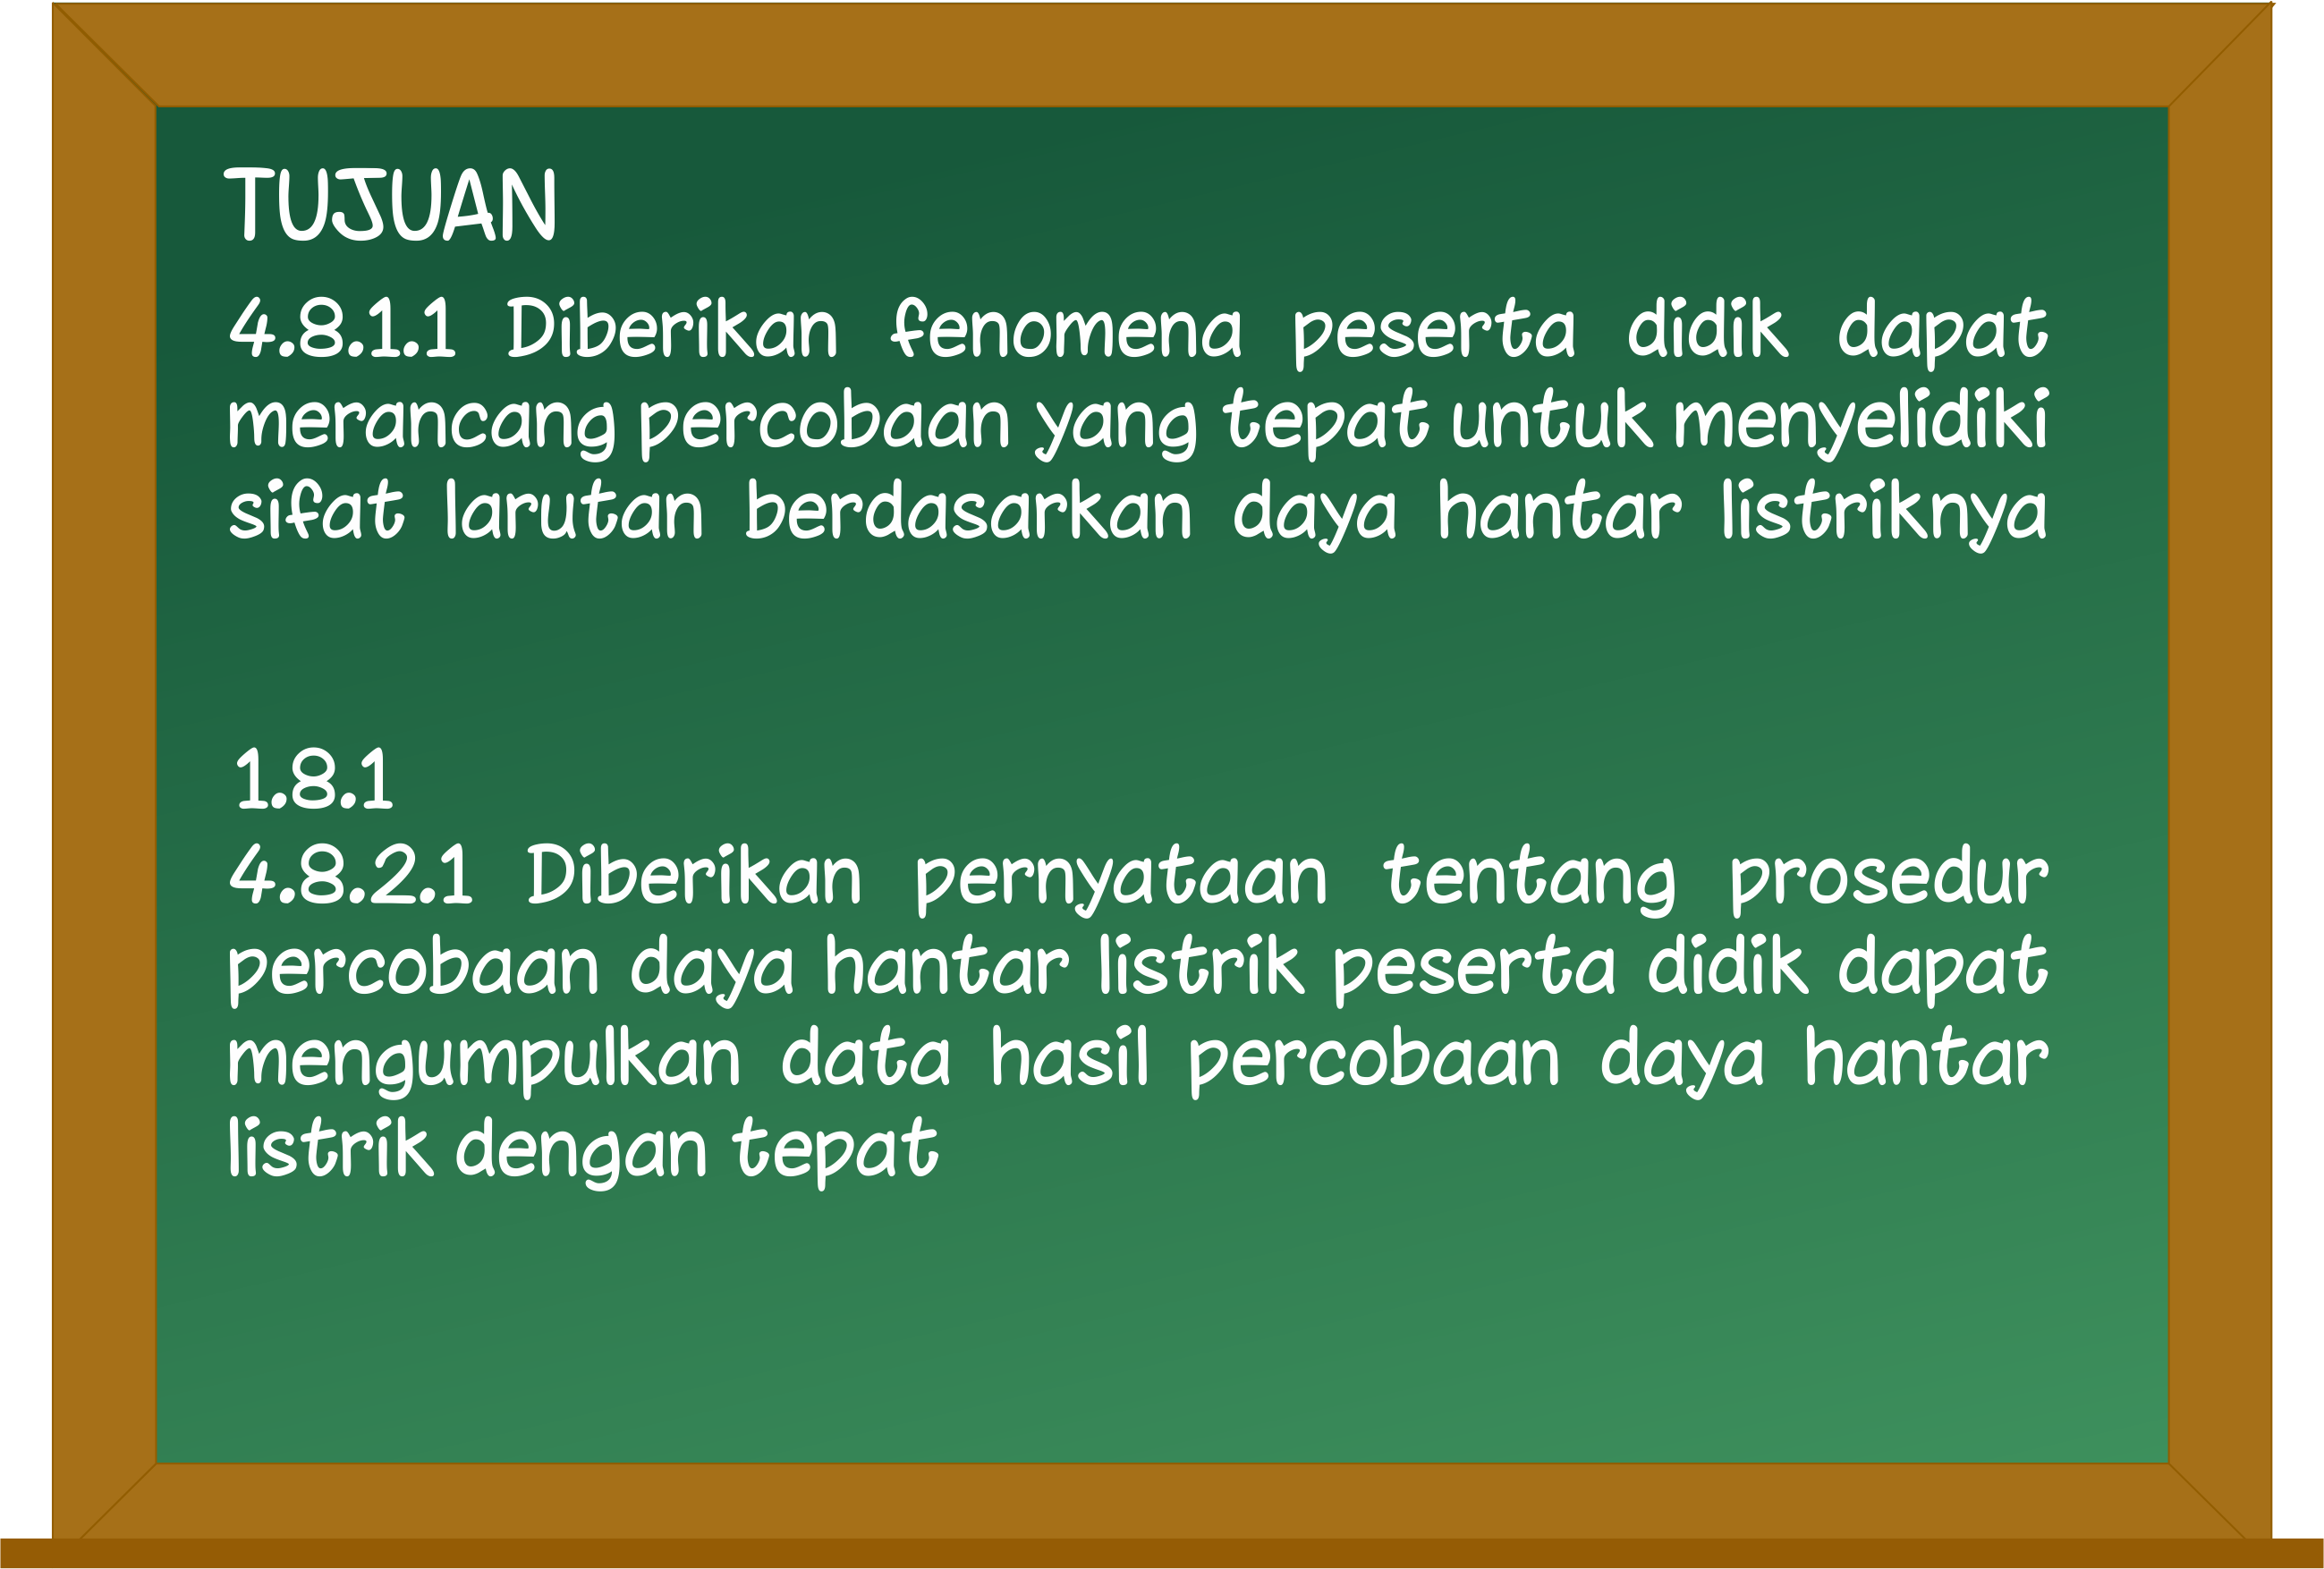 TUJUAN
4.8.1.1 Diberikan fenomena peserta didik dapat
merancang percobaan yang tepat untuk menyelidiki
sifat larutan berdasarkan daya hantar listriknya
1.8.1
4.8.2.1 Diberikan pernyataan tentang prosedur
percobaan daya hantar listrik peserta didik dapat
mengumpulkan data hasil percobaan daya hantar
listrik dengan tepat